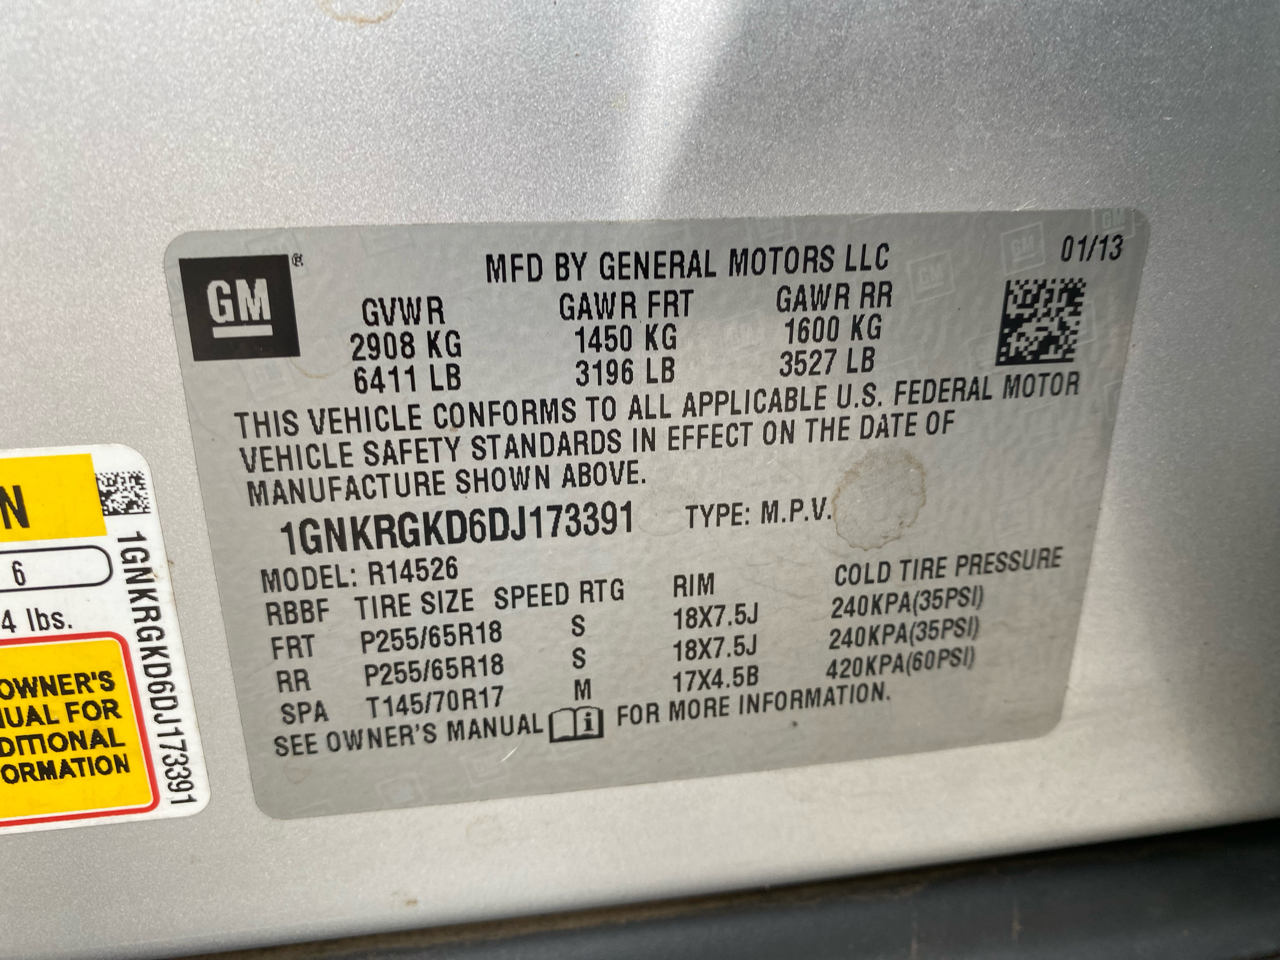 GM®
MFD BY GENERAL MOTORS LLC
01/13
GVWR GAWR FRT GAWR RR
2908 KG 1450 KG 1600 KG
6411 LB 3196 LB 3527 LB
THIS VEHICLE CONFORMS TO ALL APPLICABLE U.S. FEDERAL MOTOR
VEHICLE SAFETY STANDARDS IN EFFECT ON THE DATE OF
MANUFACTURE SHOWN ABOVE.
1GNKRGKD6DJ173391 TYPE: M.P.V.
MODEL: R14526
RBBF TIRE SIZE SPEED RTG RIM COLD TIRE PRESSURE
FRT P255/65R18 S 18X7.5J 240KPA(35PSI)
RR P255/65R18 S 18X7.5J 240KPA(35PSI)
SPA T145/70R17 M 17X4.5B 420KPA(60PSI)
SEE OWNER'S MANUAL i FOR MORE INFORMATION.
N
6
4 lbs.
OWNER'S
UAL FOR
DITIONAL
ORMATION
1GNKRGKD6DJ173391